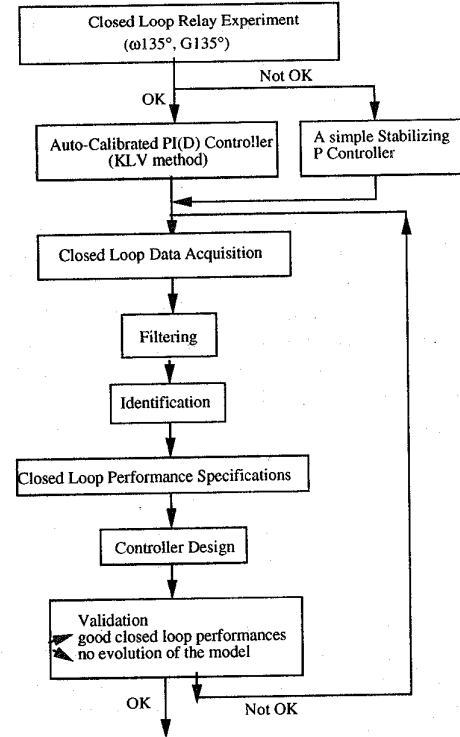 Closed Loop Relay Experiment
(ω135°, G135°)
Not OK
OK
Auto-Calibrated PI(D) Controller
(KLV method)
A simple Stabilizing
P Controller
Closed Loop Data Acquisition
Filtering
Identification
Closed Loop Performance Specifications
Controller Design
Validation
good closed loop performances
no evolution of the model
OK
Not OK